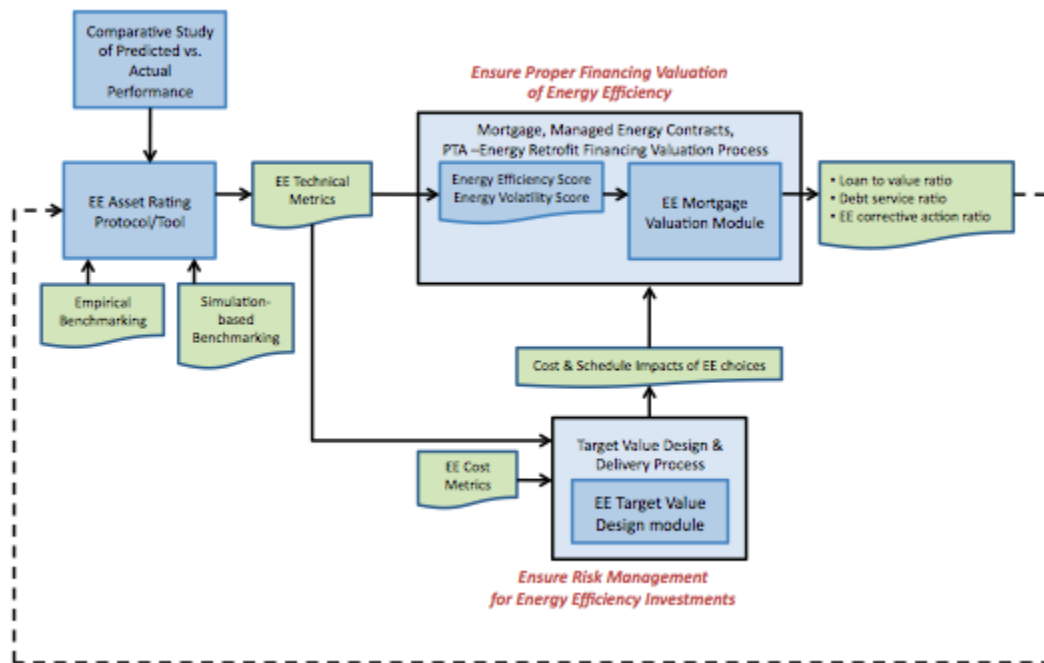 Comparative Study
of Predicted vs.
Actual
Performance
Ensure Proper Financing Valuation
of Energy Efficiency
Mortgage, Managed Energy Contracts,
PTA –Energy Retrofit Financing Valuation Process
EE Asset Rating
Protocol/Tool
EE Technical
Metrics
Energy Efficiency Score
Energy Volatility Score
EE Mortgage
Valuation Module
• Loan to value ratio
• Debt service ratio
• EE corrective action ratio
Empirical
Benchmarking
Simulation-
based
Benchmarking
Cost & Schedule Impacts of EE choices
Target Value Design &
Delivery Process
EE Cost
Metrics
EE Target Value
Design module
Ensure Risk Management
for Energy Efficiency Investments